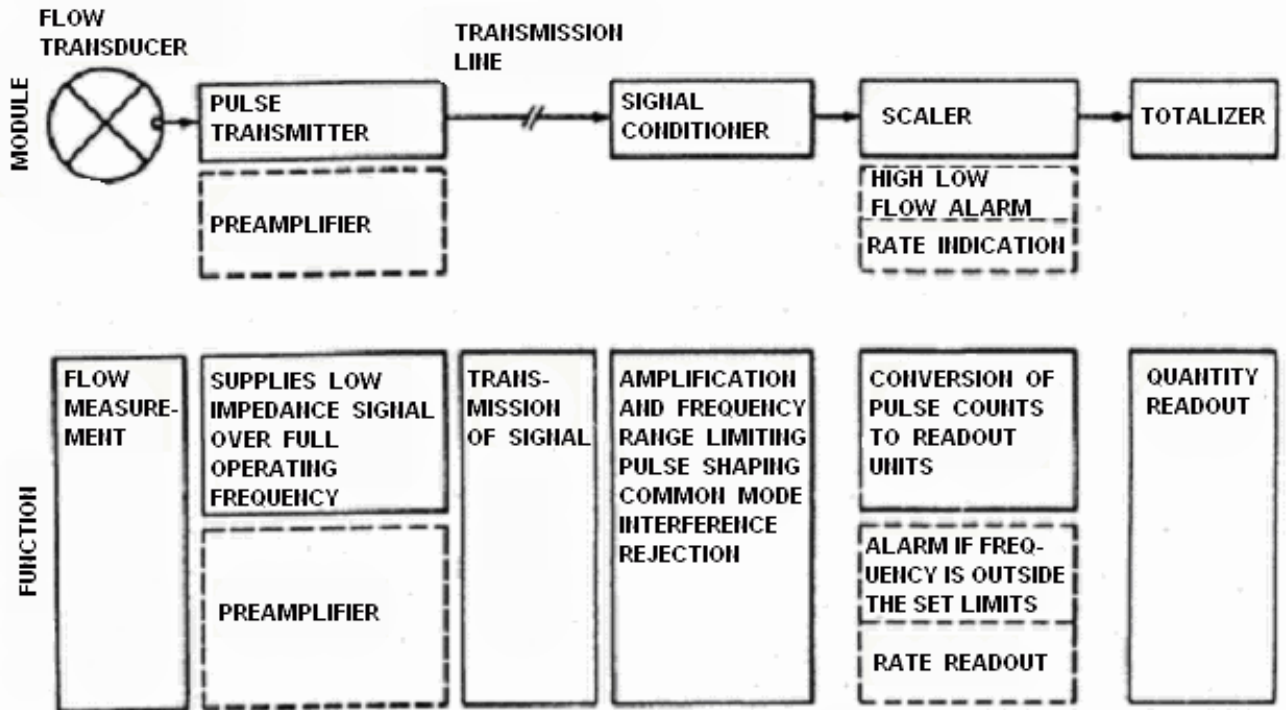 FLOW
TRANSDUCER
MODULE
PULSE
TRANSMITTER
TRANSMISSION
LINE
SIGNAL
CONDITIONER
SCALER
TOTALIZER
PREAMPLIFIER
HIGH LOW
FLOW ALARM
RATE INDICATION
FUNCTION
FLOW
MEASURE-
MENT
SUPPLIES LOW
IMPEDANCE SIGNAL
OVER FULL
OPERATING
FREQUENCY
PREAMPLIFIER
TRANS-
MISSION
OF SIGNAL
AMPLIFICATION
AND FREQUENCY
RANGE LIMITING
PULSE SHAPING
COMMON MODE
INTERFERENCE
REJECTION
CONVERSION OF
PULSE COUNTS
TO READOUT
UNITS
ALARM IF FREQ-
UENCY IS OUTSIDE
THE SET LIMITS
RATE READOUT
QUANTITY
READOUT